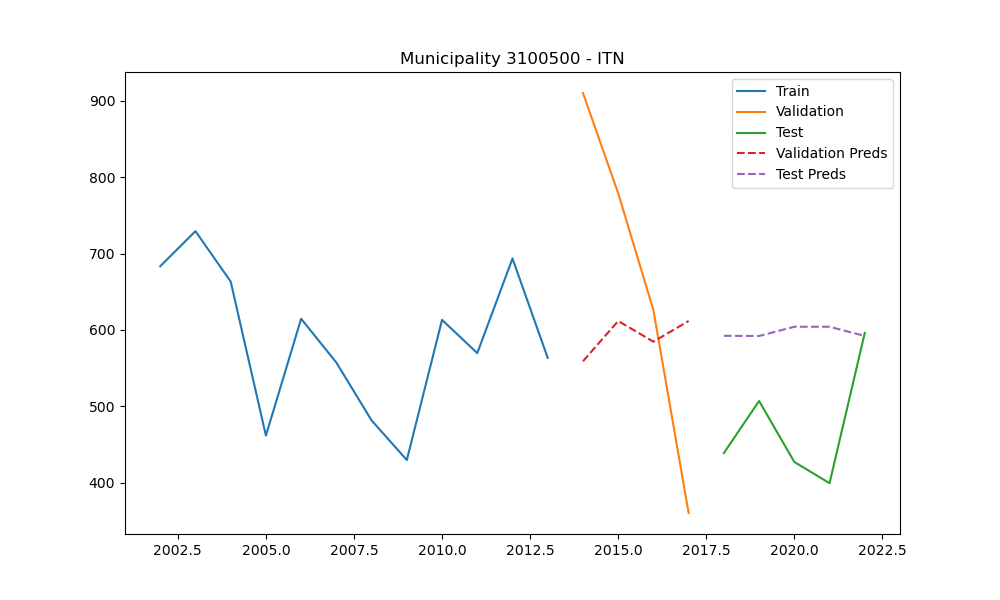 Municipality 3100500 - ITN
Train
Validation
Test
Validation Preds
Test Preds
900
800
700
600
500
400
2002.5 2005.0 2007.5 2010.0 2012.5 2015.0 2017.5 2020.0 2022.5